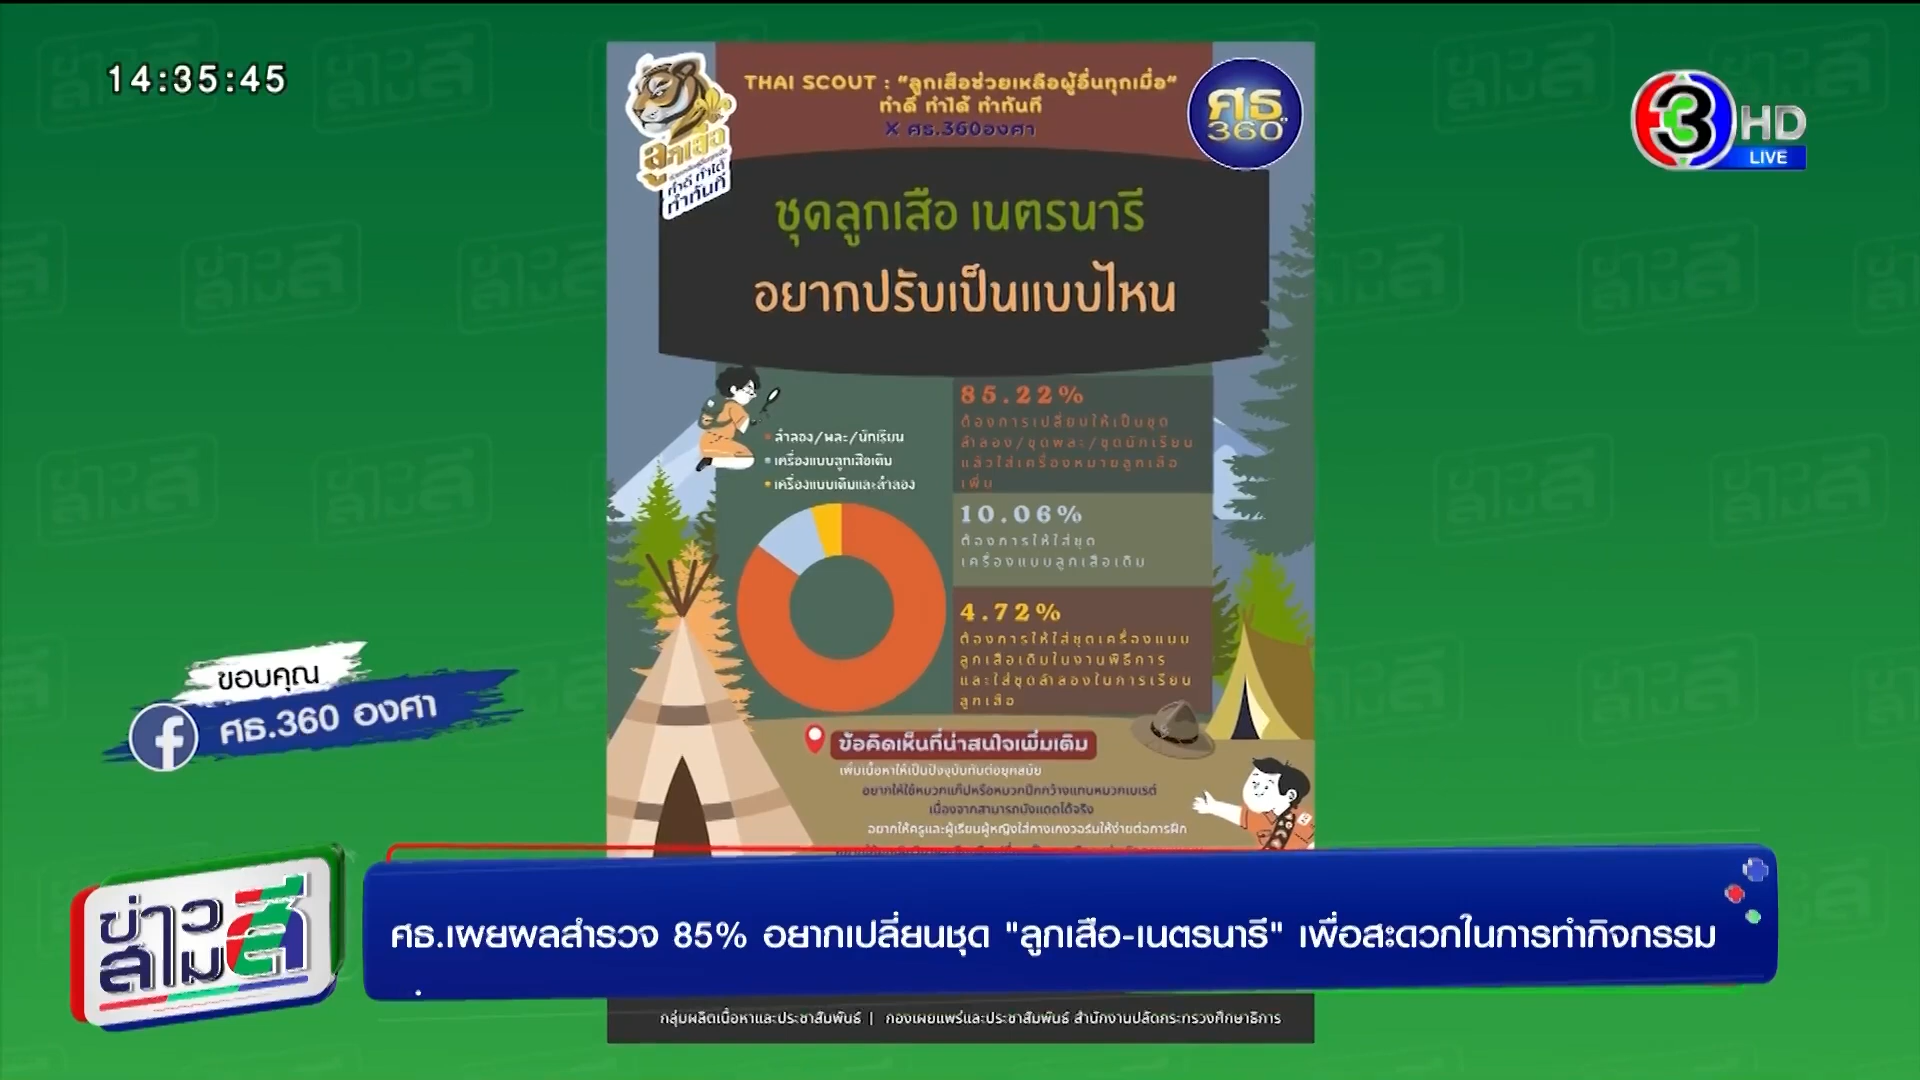 14:35:45
3 HD
LIVE
THAI SCOUT : "ลูกเสือช่วยเหลือผู้อื่นทุกเมื่อ"
ทำดี ทำได้ ทำทันที
X ศธ.360องศา
ลูกเสือ
ทำดี ทำได้
ทำทันที
ศธ.
360°
ชุดลูกเสือ เนตรนารี
อยากปรับเป็นแบบไหน
• ลำลอง/พละ/นักเรียน
• เครื่องแบบลูกเสือเดิม
• เครื่องแบบเดิมและลำลอง
85.22%
ต้องการเปลี่ยนให้เป็นชุด
ลำลอง/ชุดพละ/ชุดนักเรียน
แล้วใส่เครื่องหมายลูกเสือ
เพิ่ม
10.06%
ต้องการให้ใส่ชุด
เครื่องแบบลูกเสือเดิม
4.72%
ต้องการให้ใส่ชุดเครื่องแบบ
ลูกเสือเดิมในงานพิธีการ
และใส่ชุดลำลองในการเรียน
ลูกเสือ
ข้อคิดเห็นที่น่าสนใจเพิ่มเติม
เพิ่มเนื้อหาให้เป็นปัจจุบันทันต่อยุคสมัย
อยากให้ใช้หมวกแก๊ปหรือหมวกปีกกว้างแทนหมวกเบเรต์
เนื่องจากสามารถบังแดดได้จริง
อยากให้ครูและผู้เรียนผู้หญิงใส่กางเกงวอร์มให้ง่ายต่อการฝึก
ขอบคุณ
ศธ.360 องศา
ข่าว
สามสี
ศธ.เผยผลสำรวจ 85% อยากเปลี่ยนชุด "ลูกเสือ-เนตรนารี" เพื่อสะดวกในการทำกิจกรรม
กลุ่มผลิตเนื้อหาและประชาสัมพันธ์ | กองเผยแพร่และประชาสัมพันธ์ สำนักงานปลัดกระทรวงศึกษาธิการ